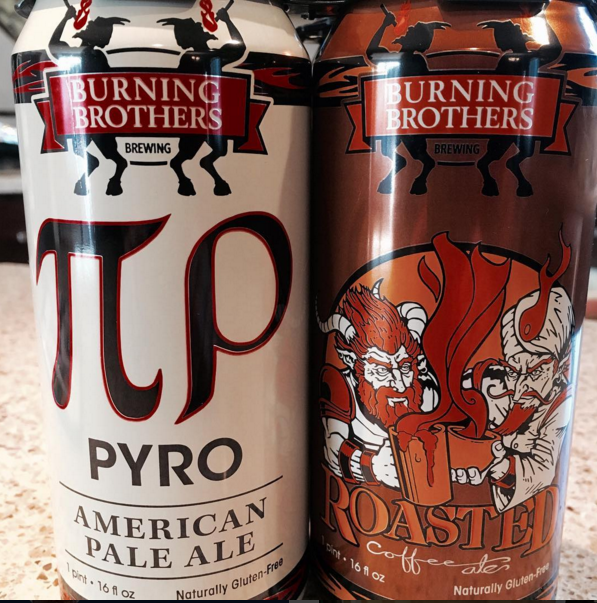 BURNING
BROTHERS
BREWING
πρ
PYRO
AMERICAN
PALE ALE
1 pint • 16 fl oz
Naturally Gluten-Free
BURNING
BROTHERS
BREWING
ROASTED
coffee ale
1 pint • 16 fl oz
Naturally Gluten-Free